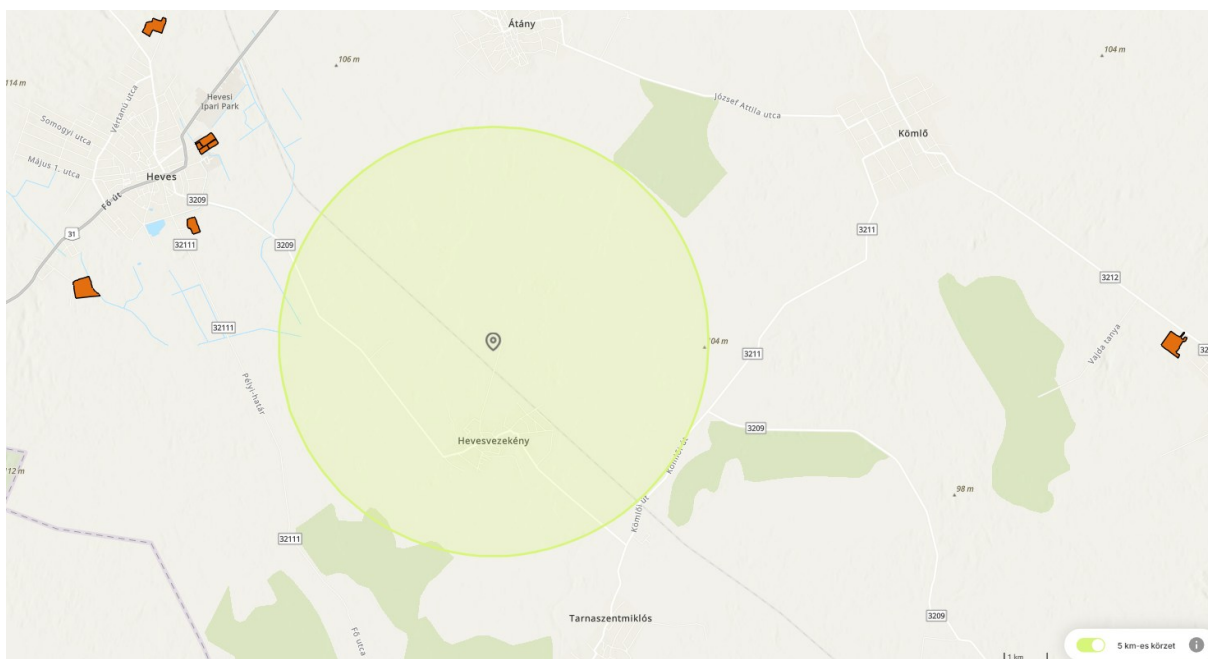 Átány
106 m
104 m
114 m
Hevesi
Ipari Park
Vértanú utca
Somogyi utca
József Attila utca
Kömlő
Május 1. utca
Heves
Fő út
3209
31
32111
3209
3211
3212
32111
104 m
3211
Vajda tanya
Pélyi-határ
Hevesvezekény
3209
Kömlői út
112 m
98 m
Kömlői út
32111
Tarnaszentmiklós
3209
Fő utca
5 km-es körzet
i
1 km